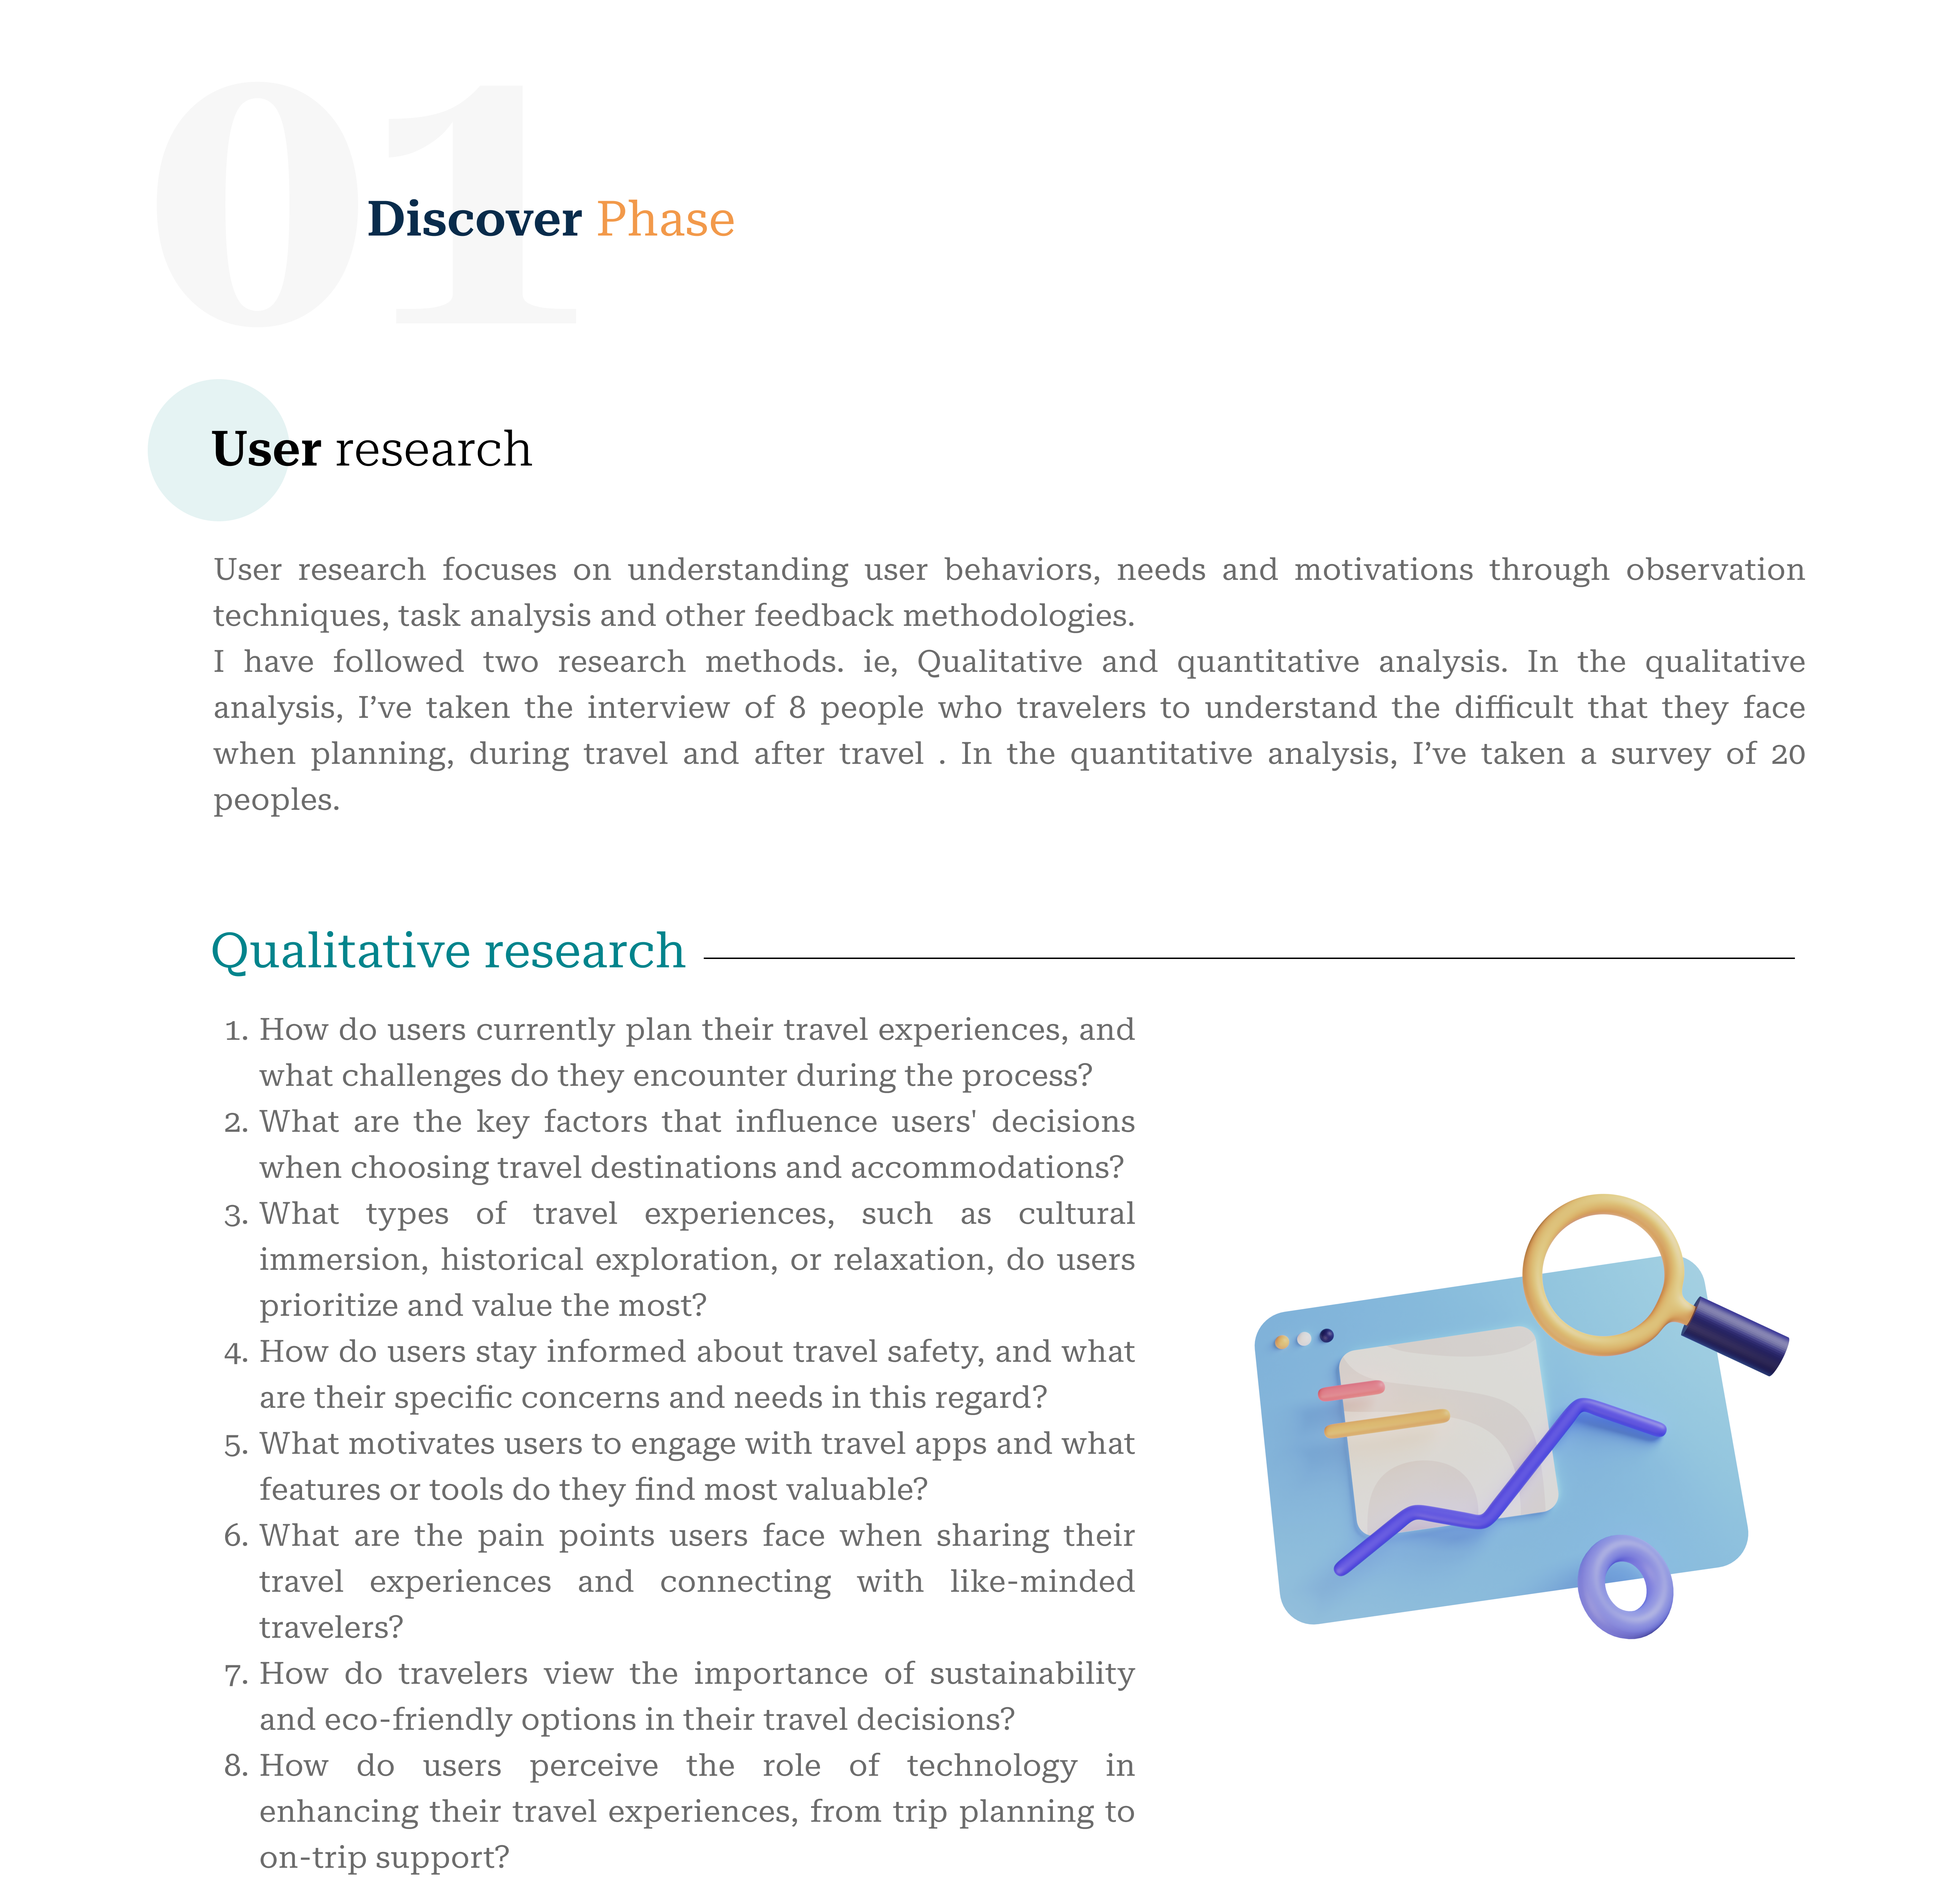 01
Discover Phase
User research
User research focuses on understanding user behaviors, needs and motivations through observation
techniques, task analysis and other feedback methodologies.
I have followed two research methods. ie, Qualitative and quantitative analysis. In the qualitative
analysis, I’ve taken the interview of 8 people who travelers to understand the difficult that they face
when planning, during travel and after travel . In the quantitative analysis, I’ve taken a survey of 20
peoples.
Qualitative research
1. How do users currently plan their travel experiences, and
what challenges do they encounter during the process?
2. What are the key factors that influence users' decisions
when choosing travel destinations and accommodations?
3. What types of travel experiences, such as cultural
immersion, historical exploration, or relaxation, do users
prioritize and value the most?
4. How do users stay informed about travel safety, and what
are their specific concerns and needs in this regard?
5. What motivates users to engage with travel apps and what
features or tools do they find most valuable?
6. What are the pain points users face when sharing their
travel experiences and connecting with like-minded
travelers?
7. How do travelers view the importance of sustainability
and eco-friendly options in their travel decisions?
8. How do users perceive the role of technology in
enhancing their travel experiences, from trip planning to
on-trip support?